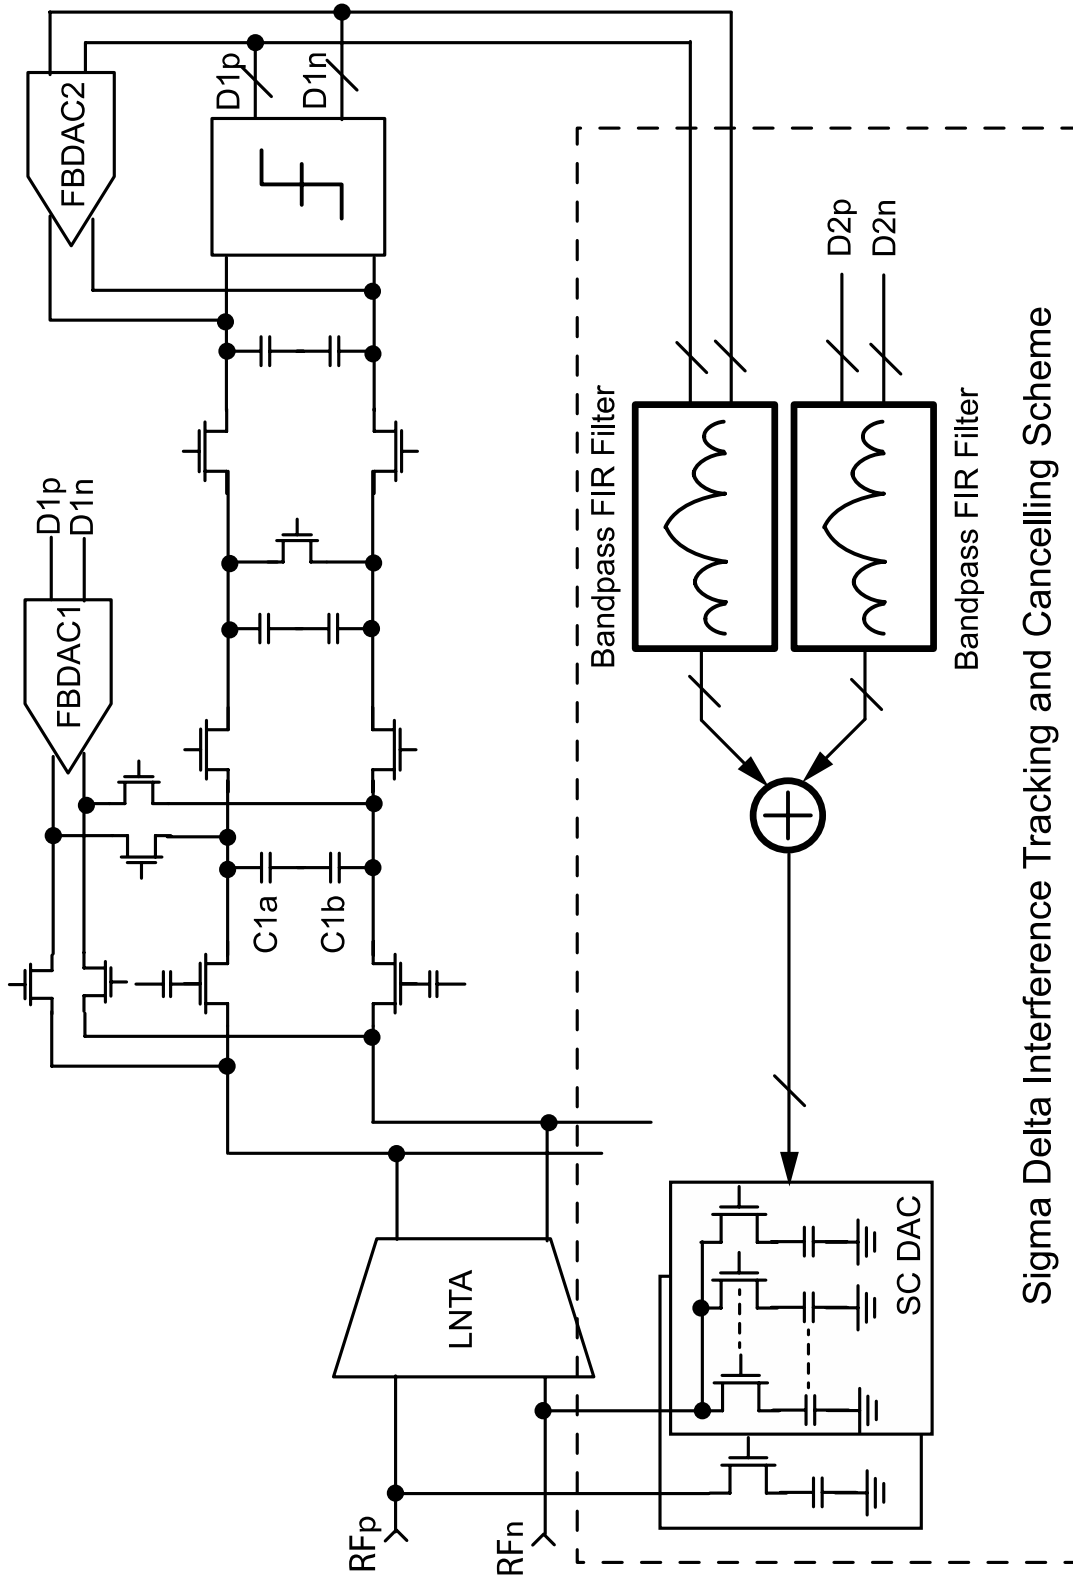 FBDAC2
D1p
D1n
D1p
D1n
FBDAC1
C1a
C1b
D2p
D2n
Bandpass FIR Filter
Bandpass FIR Filter
LNTA
SC DAC
RFp
RFn
Sigma Delta Interference Tracking and Cancelling Scheme